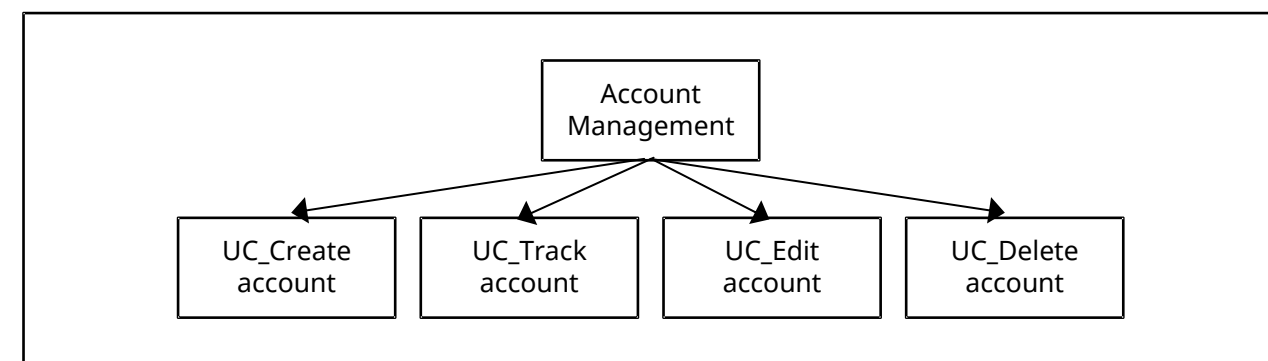 Account
Management
UC_Create
account
UC_Track
account
UC_Edit
account
UC_Delete
account